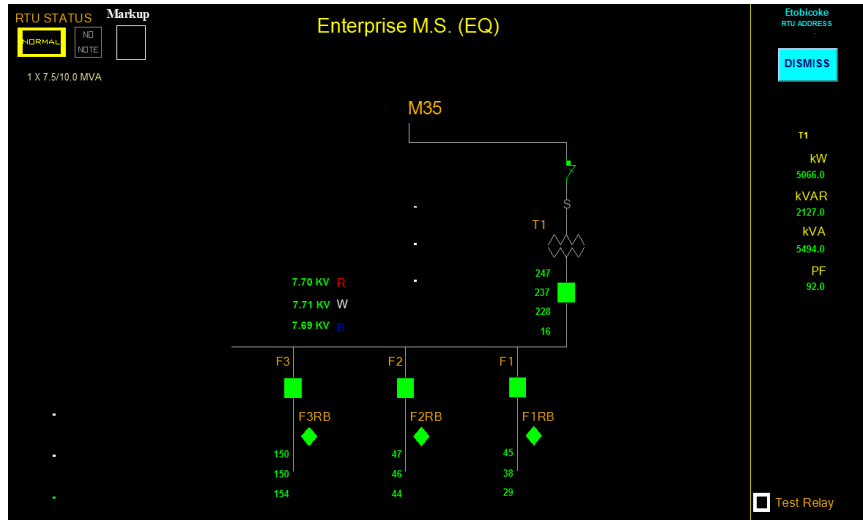 RTU STATUS
Markup
NORMAL
NO
NOTE
1 X 7.5/10.0 MVA
Enterprise M.S. (EQ)
Etobicoke
RTU ADDRESS
DISMISS
M35
S
T1
247
237
228
16
7.70 KV R
7.71 KV W
7.69 KV B
F3
F2
F1
F3RB
F2RB
F1RB
150
150
154
47
46
44
45
38
29
T1
kW
5066.0
kVAR
2127.0
kVA
5494.0
PF
92.0
Test Relay